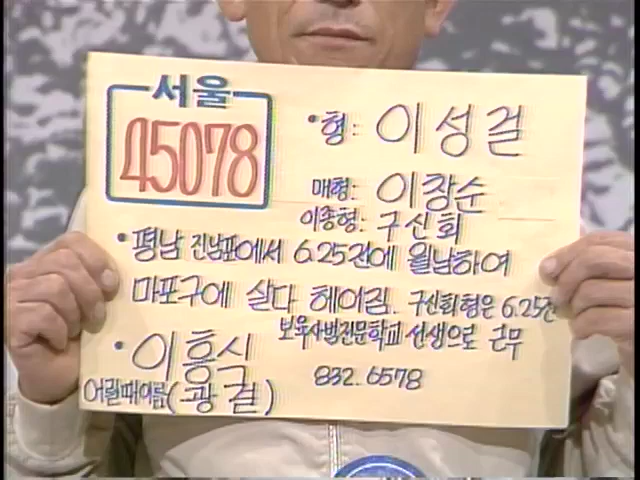 서울
45078
•형: 이성걸
매형: 이창순
이종형: 구신회
•평남 진남포에서 6.25전에 월남하여
마포구에 살다 헤이짐. 구신회형은 6.25전
보육사범전문학교 선생으로 근무
•이흥식
어릴때이름(광걸)
832.6578